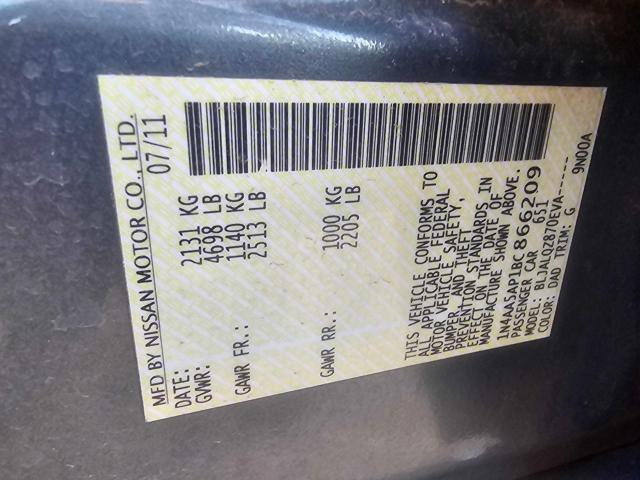 MFD BY NISSAN MOTOR CO., LTD.
DATE: 07/11
GVWR: 2131 KG
4698 LB
GAWR FR.: 1140 KG
2513 LB
GAWR RR.: 1000 KG
2205 LB
THIS VEHICLE CONFORMS TO
ALL APPLICABLE FEDERAL
MOTOR VEHICLE SAFETY,
BUMPER, AND THEFT
PREVENTION STANDARDS IN
EFFECT ON THE DATE OF
MANUFACTURE SHOWN ABOVE.
1N4AA5AP1BC866209
PASSENGER CAR 651
MODEL: BLJALQZ870EVA-----
COLOR: DAD TRIM: G 9N00A